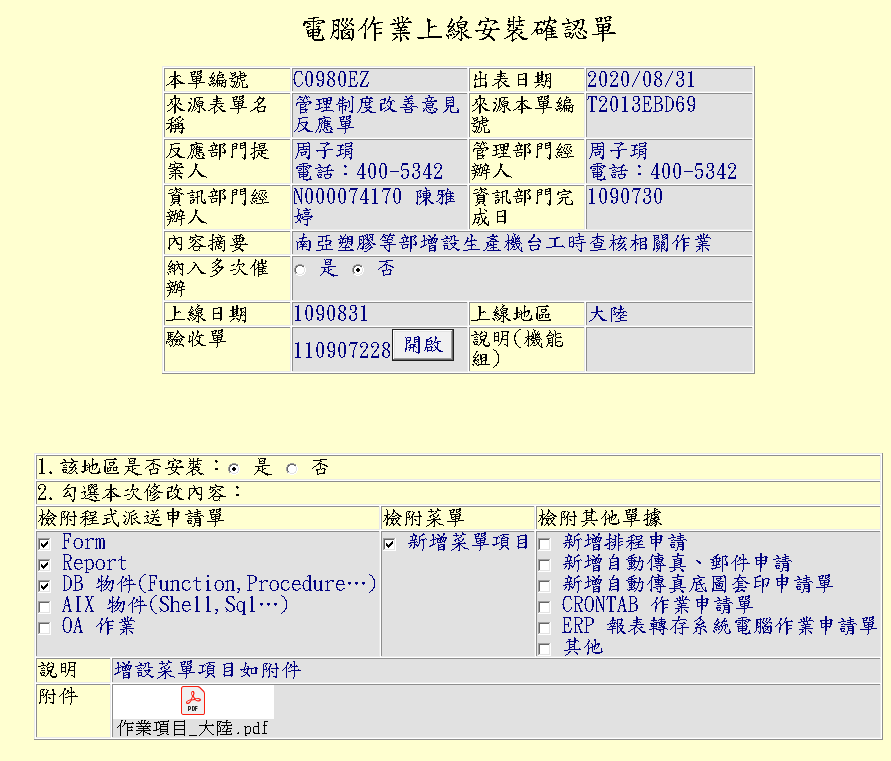 電腦作業上線安裝確認單
本單編號 C0980EZ 出表日期 2020/08/31
來源表單名稱 管理制度改善意見反應單 來源本單編號 T2013EBD69
反應部門提案人 周子琄 電話：400-5342 管理部門經辦人 周子琄 電話：400-5342
資訊部門經辦人 N000074170 陳雅婷 資訊部門完成日 1090730
內容摘要 南亞塑膠等部增設生產機台工時查核相關作業
納入多次催辦 是 否
上線日期 1090831 上線地區 大陸
驗收單 110907228 開啟 說明(機能組)
1.該地區是否安裝：是 否
2.勾選本次修改內容：
檢附程式派送申請單 檢附菜單 檢附其他單據
Form 新增菜單項目 新增排程申請
Report 新增自動傳真、郵件申請
DB 物件(Function,Procedure…) 新增自動傳真底圖套印申請單
AIX 物件(Shell,Sql…) CRONTAB 作業申請單
OA 作業 ERP 報表轉存系統電腦作業申請單
其他
說明 增設菜單項目如附件
附件 PDF
作業項目_大陸.pdf